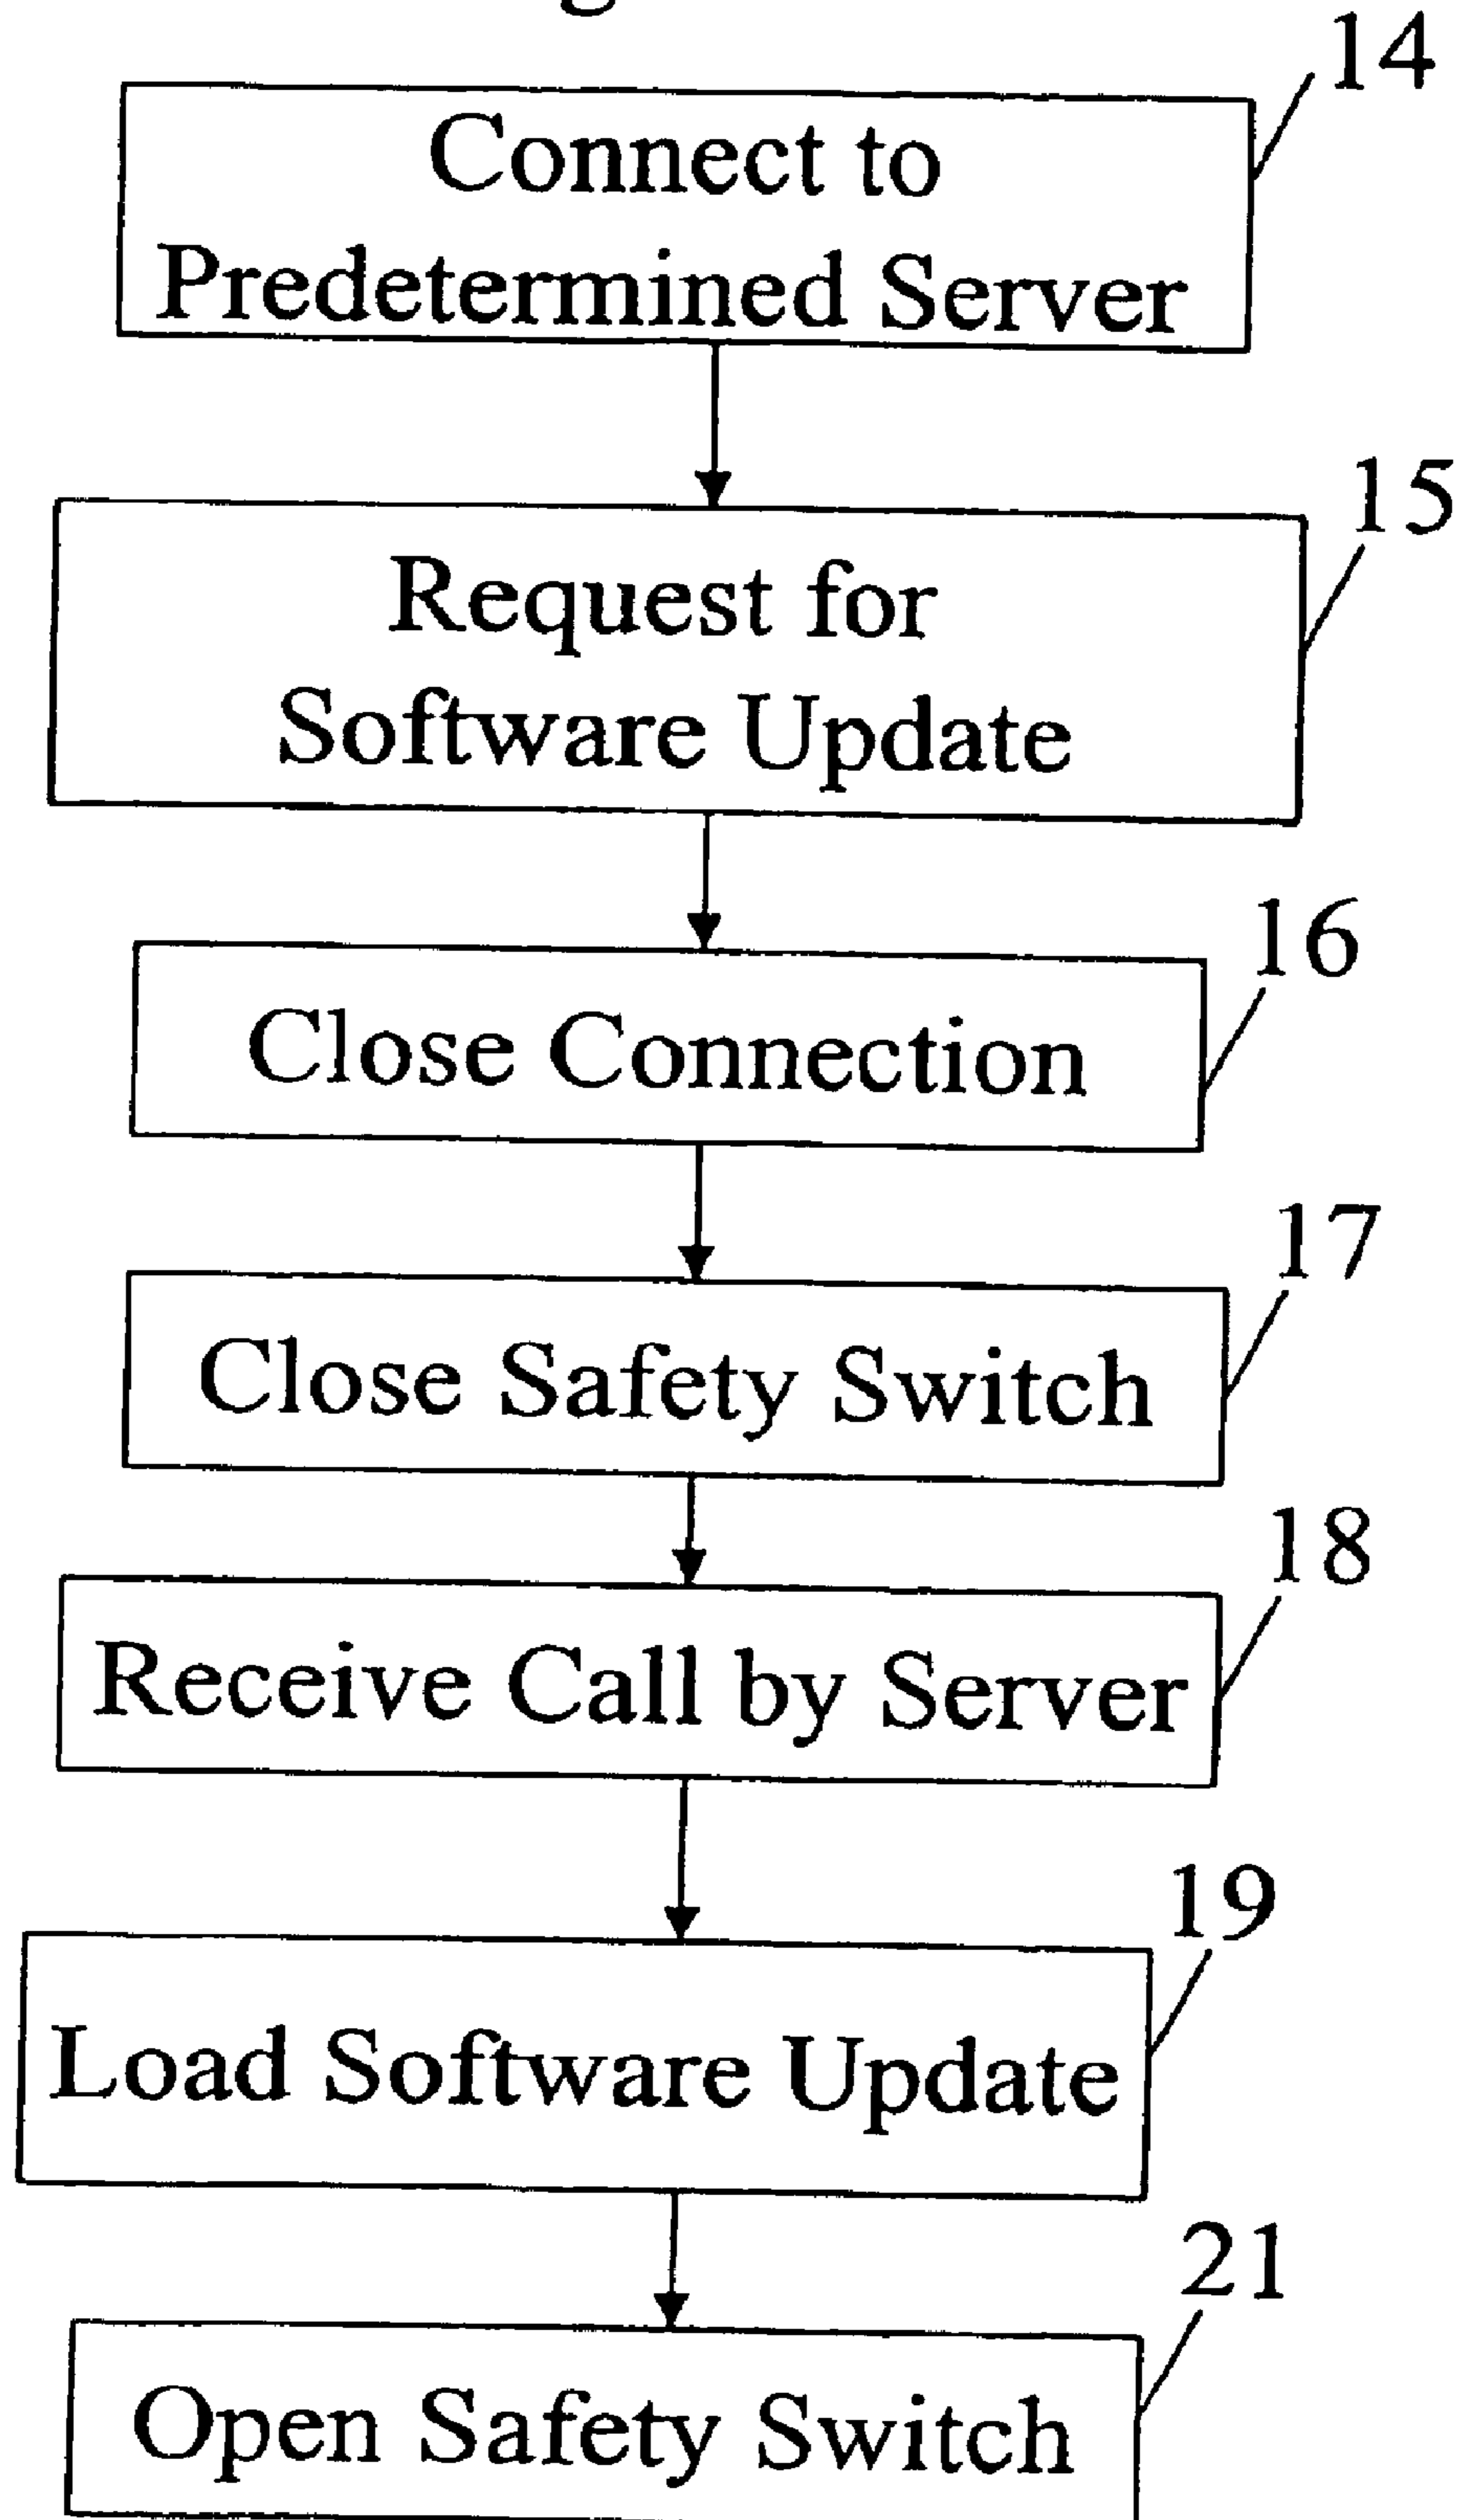 14
Connect to
Predetermined Server
15
Request for
Software Update
16
Close Connection
17
Close Safety Switch
18
Receive Call by Server
19
Load Software Update
21
Open Safety Switch